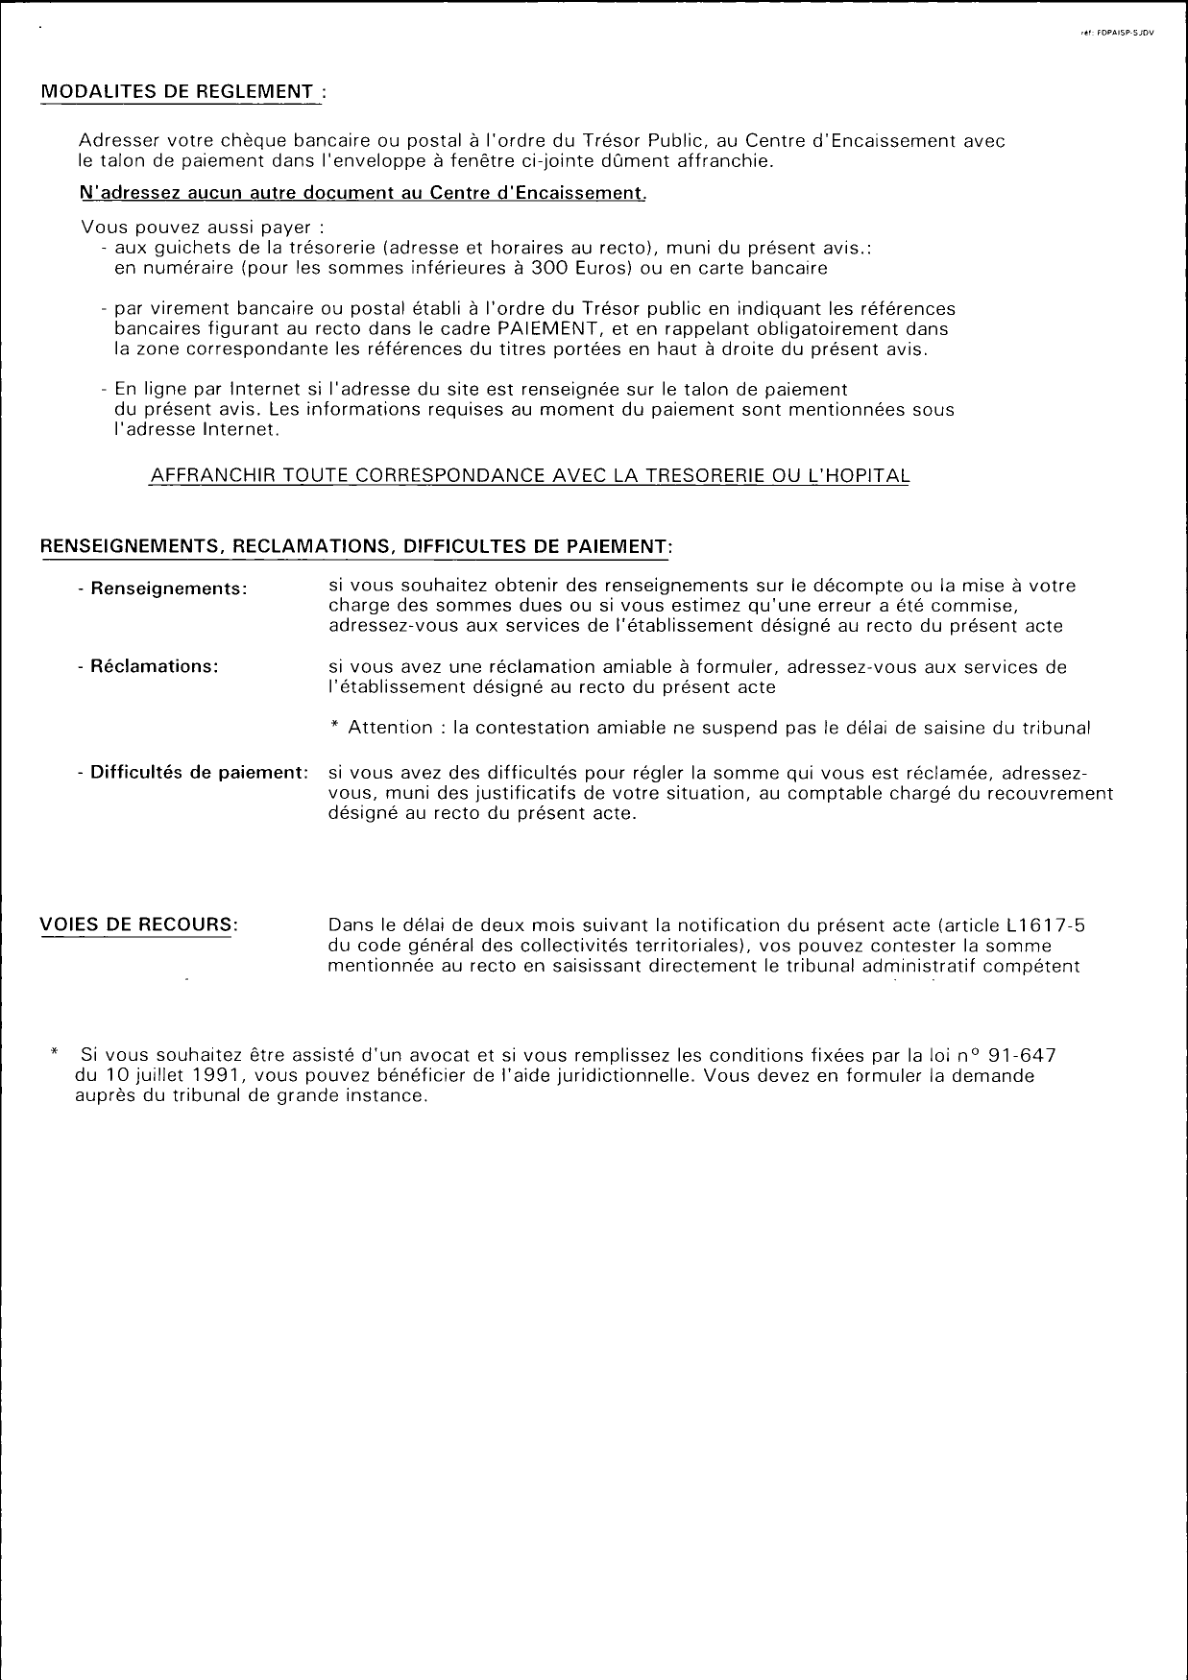 réf: FDPAISP-SJDV
MODALITES DE REGLEMENT :
Adresser votre chèque bancaire ou postal à l'ordre du Trésor Public, au Centre d'Encaissement avec
le talon de paiement dans l'enveloppe à fenêtre ci-jointe dûment affranchie.
N'adressez aucun autre document au Centre d'Encaissement.
Vous pouvez aussi payer :
- aux guichets de la trésorerie (adresse et horaires au recto), muni du présent avis.:
en numéraire (pour les sommes inférieures à 300 Euros) ou en carte bancaire
- par virement bancaire ou postal établi à l'ordre du Trésor public en indiquant les références
bancaires figurant au recto dans le cadre PAIEMENT, et en rappelant obligatoirement dans
la zone correspondante les références du titres portées en haut à droite du présent avis.
- En ligne par Internet si l'adresse du site est renseignée sur le talon de paiement
du présent avis. Les informations requises au moment du paiement sont mentionnées sous
l'adresse Internet.
AFFRANCHIR TOUTE CORRESPONDANCE AVEC LA TRESORERIE OU L'HOPITAL
RENSEIGNEMENTS, RECLAMATIONS, DIFFICULTES DE PAIEMENT:
- Renseignements: si vous souhaitez obtenir des renseignements sur le décompte ou la mise à votre
charge des sommes dues ou si vous estimez qu'une erreur a été commise,
adressez-vous aux services de l'établissement désigné au recto du présent acte
- Réclamations: si vous avez une réclamation amiable à formuler, adressez-vous aux services de
l'établissement désigné au recto du présent acte
* Attention : la contestation amiable ne suspend pas le délai de saisine du tribunal
- Difficultés de paiement: si vous avez des difficultés pour régler la somme qui vous est réclamée, adressez-
vous, muni des justificatifs de votre situation, au comptable chargé du recouvrement
désigné au recto du présent acte.
VOIES DE RECOURS: Dans le délai de deux mois suivant la notification du présent acte (article L1617-5
du code général des collectivités territoriales), vos pouvez contester la somme
mentionnée au recto en saisissant directement le tribunal administratif compétent
* Si vous souhaitez être assisté d'un avocat et si vous remplissez les conditions fixées par la loi n° 91-647
du 10 juillet 1991, vous pouvez bénéficier de l'aide juridictionnelle. Vous devez en formuler la demande
auprès du tribunal de grande instance.